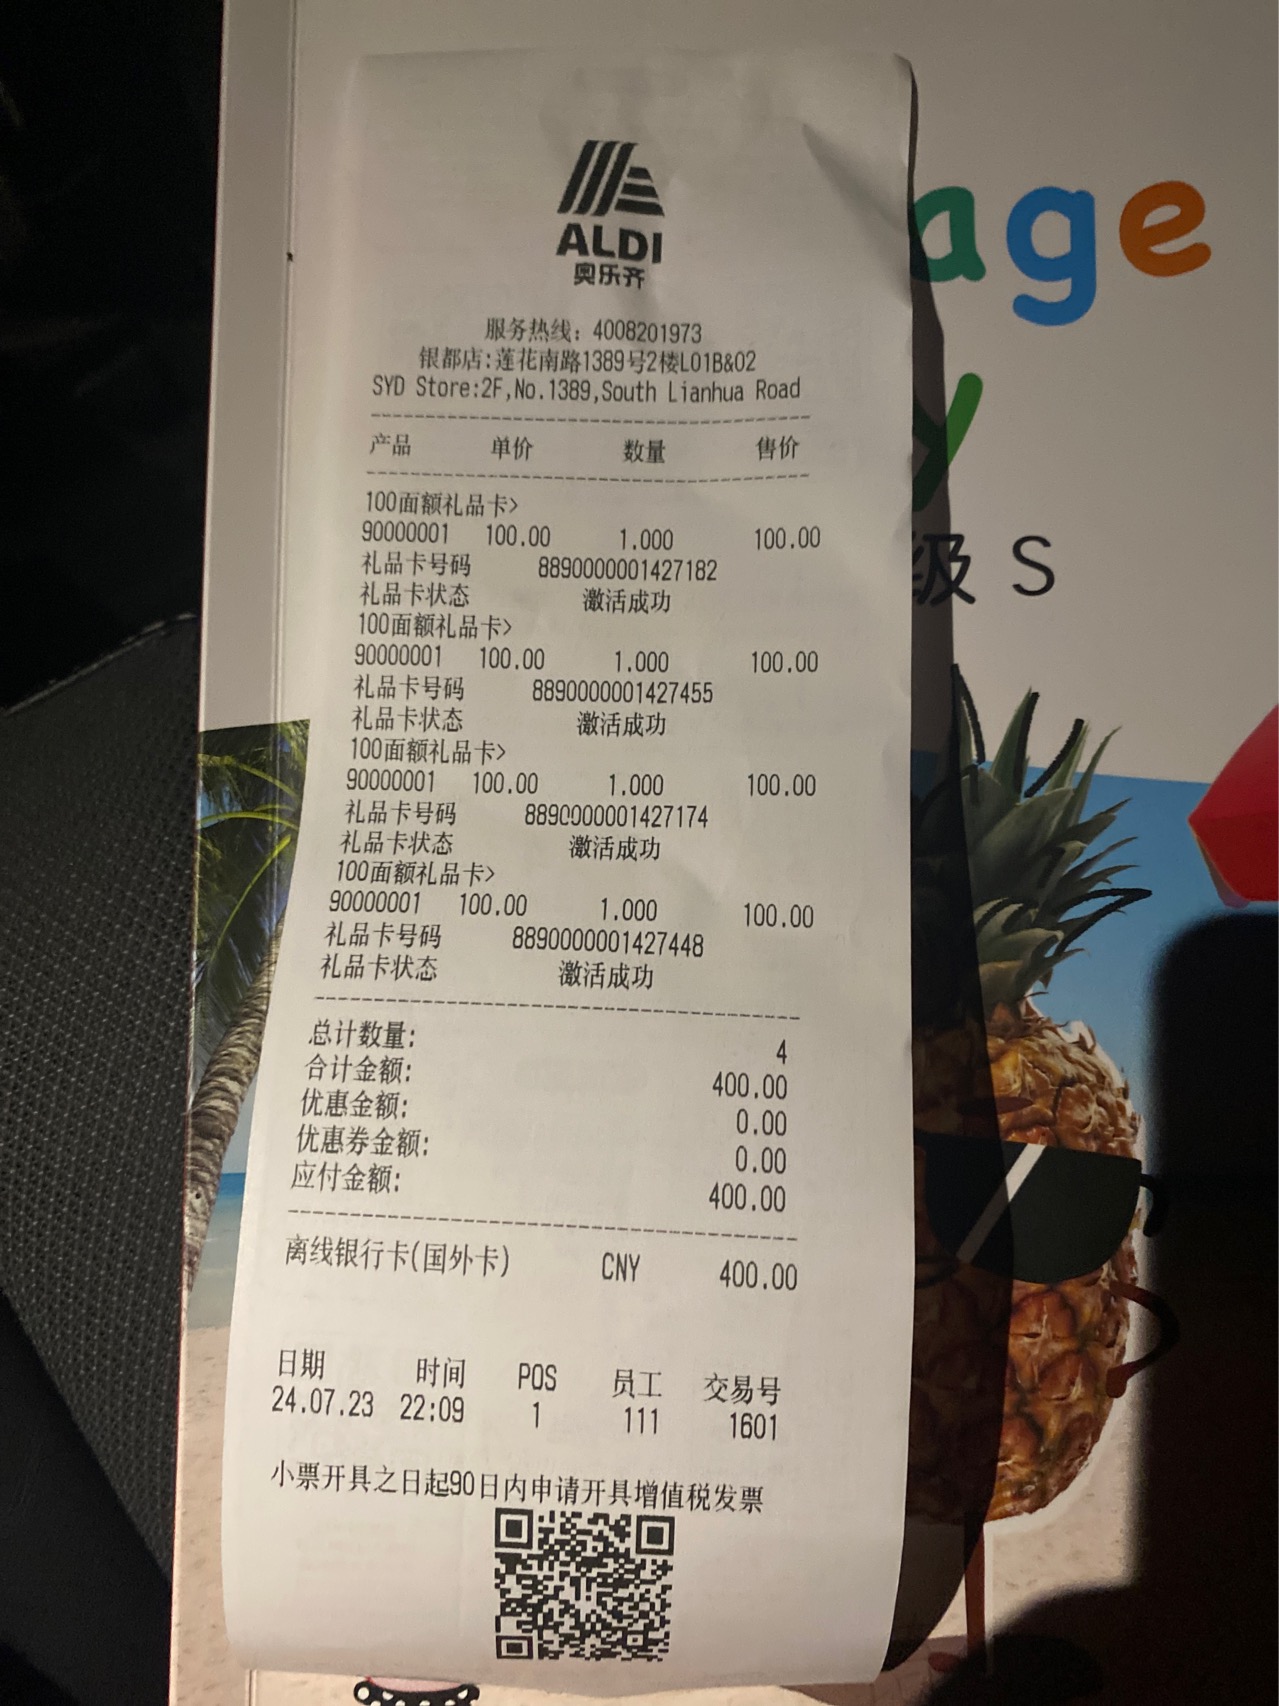 ALDI
奥乐齐
服务热线：4008201973
银都店:莲花南路1389号2楼L01B&02
SYD Store:2F,No.1389,South Lianhua Road
产品 单价 数量 售价
100面额礼品卡>
90000001 100.00 1.000 100.00
礼品卡号码 8890000001427182
礼品卡状态 激活成功
100面额礼品卡>
90000001 100.00 1.000 100.00
礼品卡号码 8890000001427455
礼品卡状态 激活成功
100面额礼品卡>
90000001 100.00 1.000 100.00
礼品卡号码 8890000001427174
礼品卡状态 激活成功
100面额礼品卡>
90000001 100.00 1.000 100.00
礼品卡号码 8890000001427448
礼品卡状态 激活成功
总计数量: 4
合计金额: 400.00
优惠金额: 0.00
优惠券金额: 0.00
应付金额: 400.00
离线银行卡(国外卡) CNY 400.00
日期 时间 POS 员工 交易号
24.07.23 22:09 1 111 1601
小票开具之日起90日内申请开具增值税发票
age
y
级 S